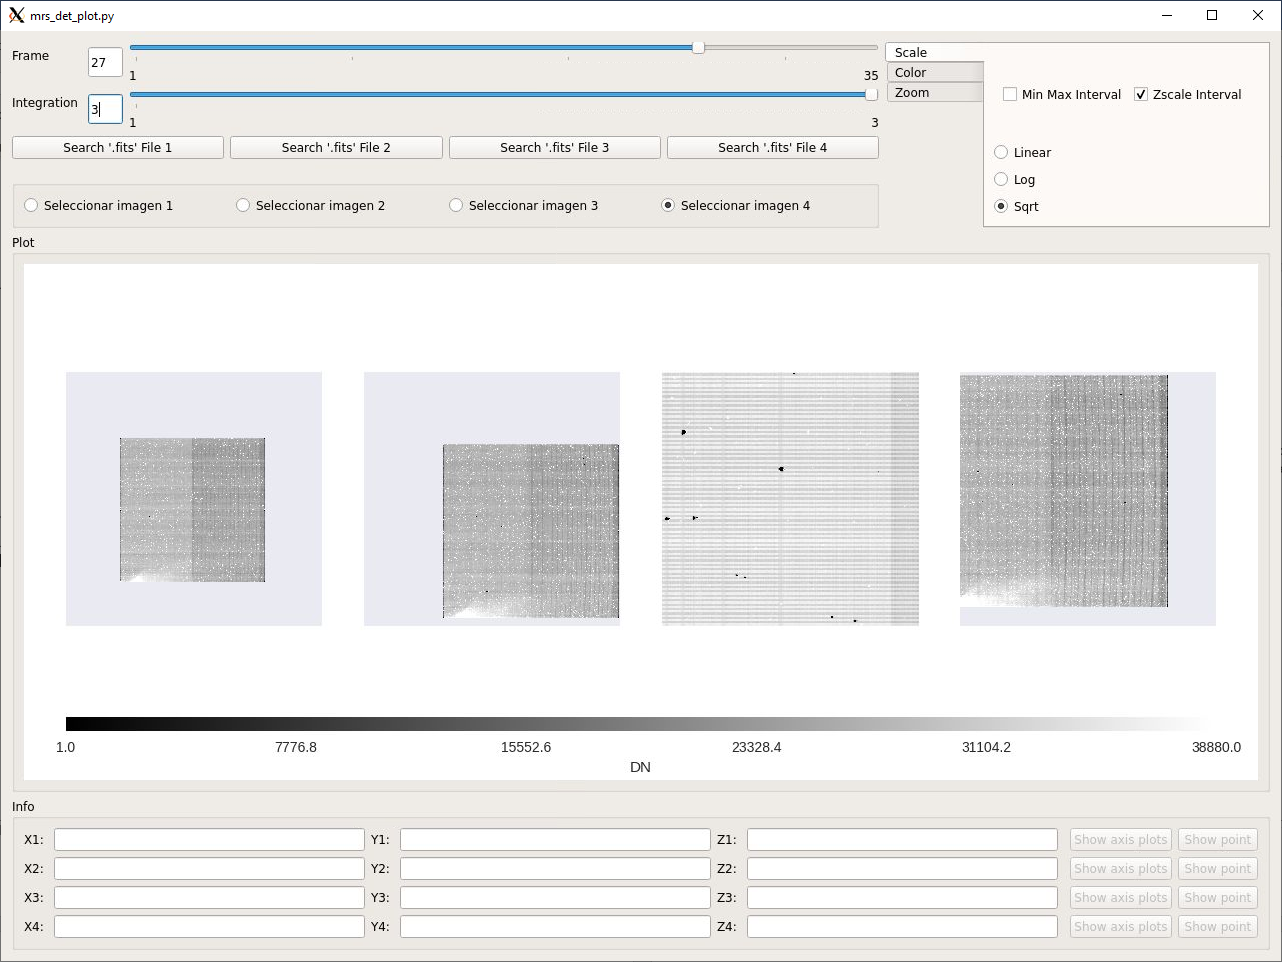 mrs_det_plot.py
Frame
27
1
35
Integration
3
1
3
Search '.fits' File 1
Search '.fits' File 2
Search '.fits' File 3
Search '.fits' File 4
Seleccionar imagen 1
Seleccionar imagen 2
Seleccionar imagen 3
Seleccionar imagen 4
Scale
Color
Zoom
Min Max Interval
Zscale Interval
Linear
Log
Sqrt
Plot
1.0
7776.8
15552.6
23328.4
31104.2
38880.0
DN
Info
X1:
Y1:
Z1:
Show axis plots
Show point
X2:
Y2:
Z2:
Show axis plots
Show point
X3:
Y3:
Z3:
Show axis plots
Show point
X4:
Y4:
Z4:
Show axis plots
Show point